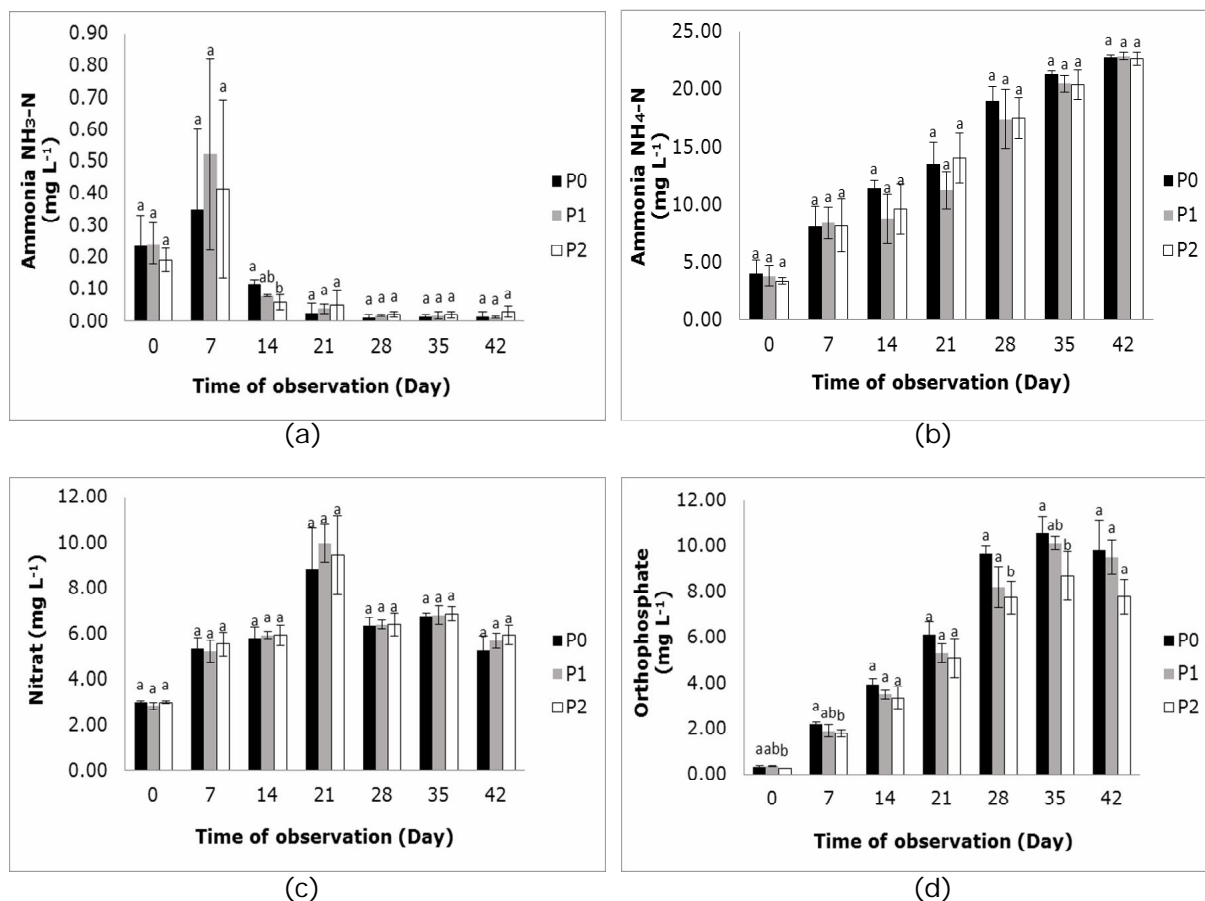 0.90
0.80
0.70
0.60
0.50
0.40
0.30
0.20
0.10
0.00
Ammonia NH₃-N
(mg L⁻¹)
a a a
a a a
a ab b
a a a
a a a
a a a
a a a
0 7 14 21 28 35 42
Time of observation (Day)
P0
P1
P2
(a)
25.00
20.00
15.00
10.00
5.00
0.00
Ammonia NH₄-N
(mg L⁻¹)
a a a
a a a
a a a
a a a
a a a
a a a
a a a
0 7 14 21 28 35 42
Time of observation (Day)
P0
P1
P2
(b)
12.00
10.00
8.00
6.00
4.00
2.00
0.00
Nitrat (mg L⁻¹)
a a a
a a a
a a a
a a a
a a a
a a a
a a a
0 7 14 21 28 35 42
Time of observation (Day)
P0
P1
P2
(c)
12.00
10.00
8.00
6.00
4.00
2.00
0.00
Orthophosphate
(mg L⁻¹)
a ab b
a ab b
a a a
a a a
a a b
a ab b
a a a
0 7 14 21 28 35 42
Time of observation (Day)
P0
P1
P2
(d)